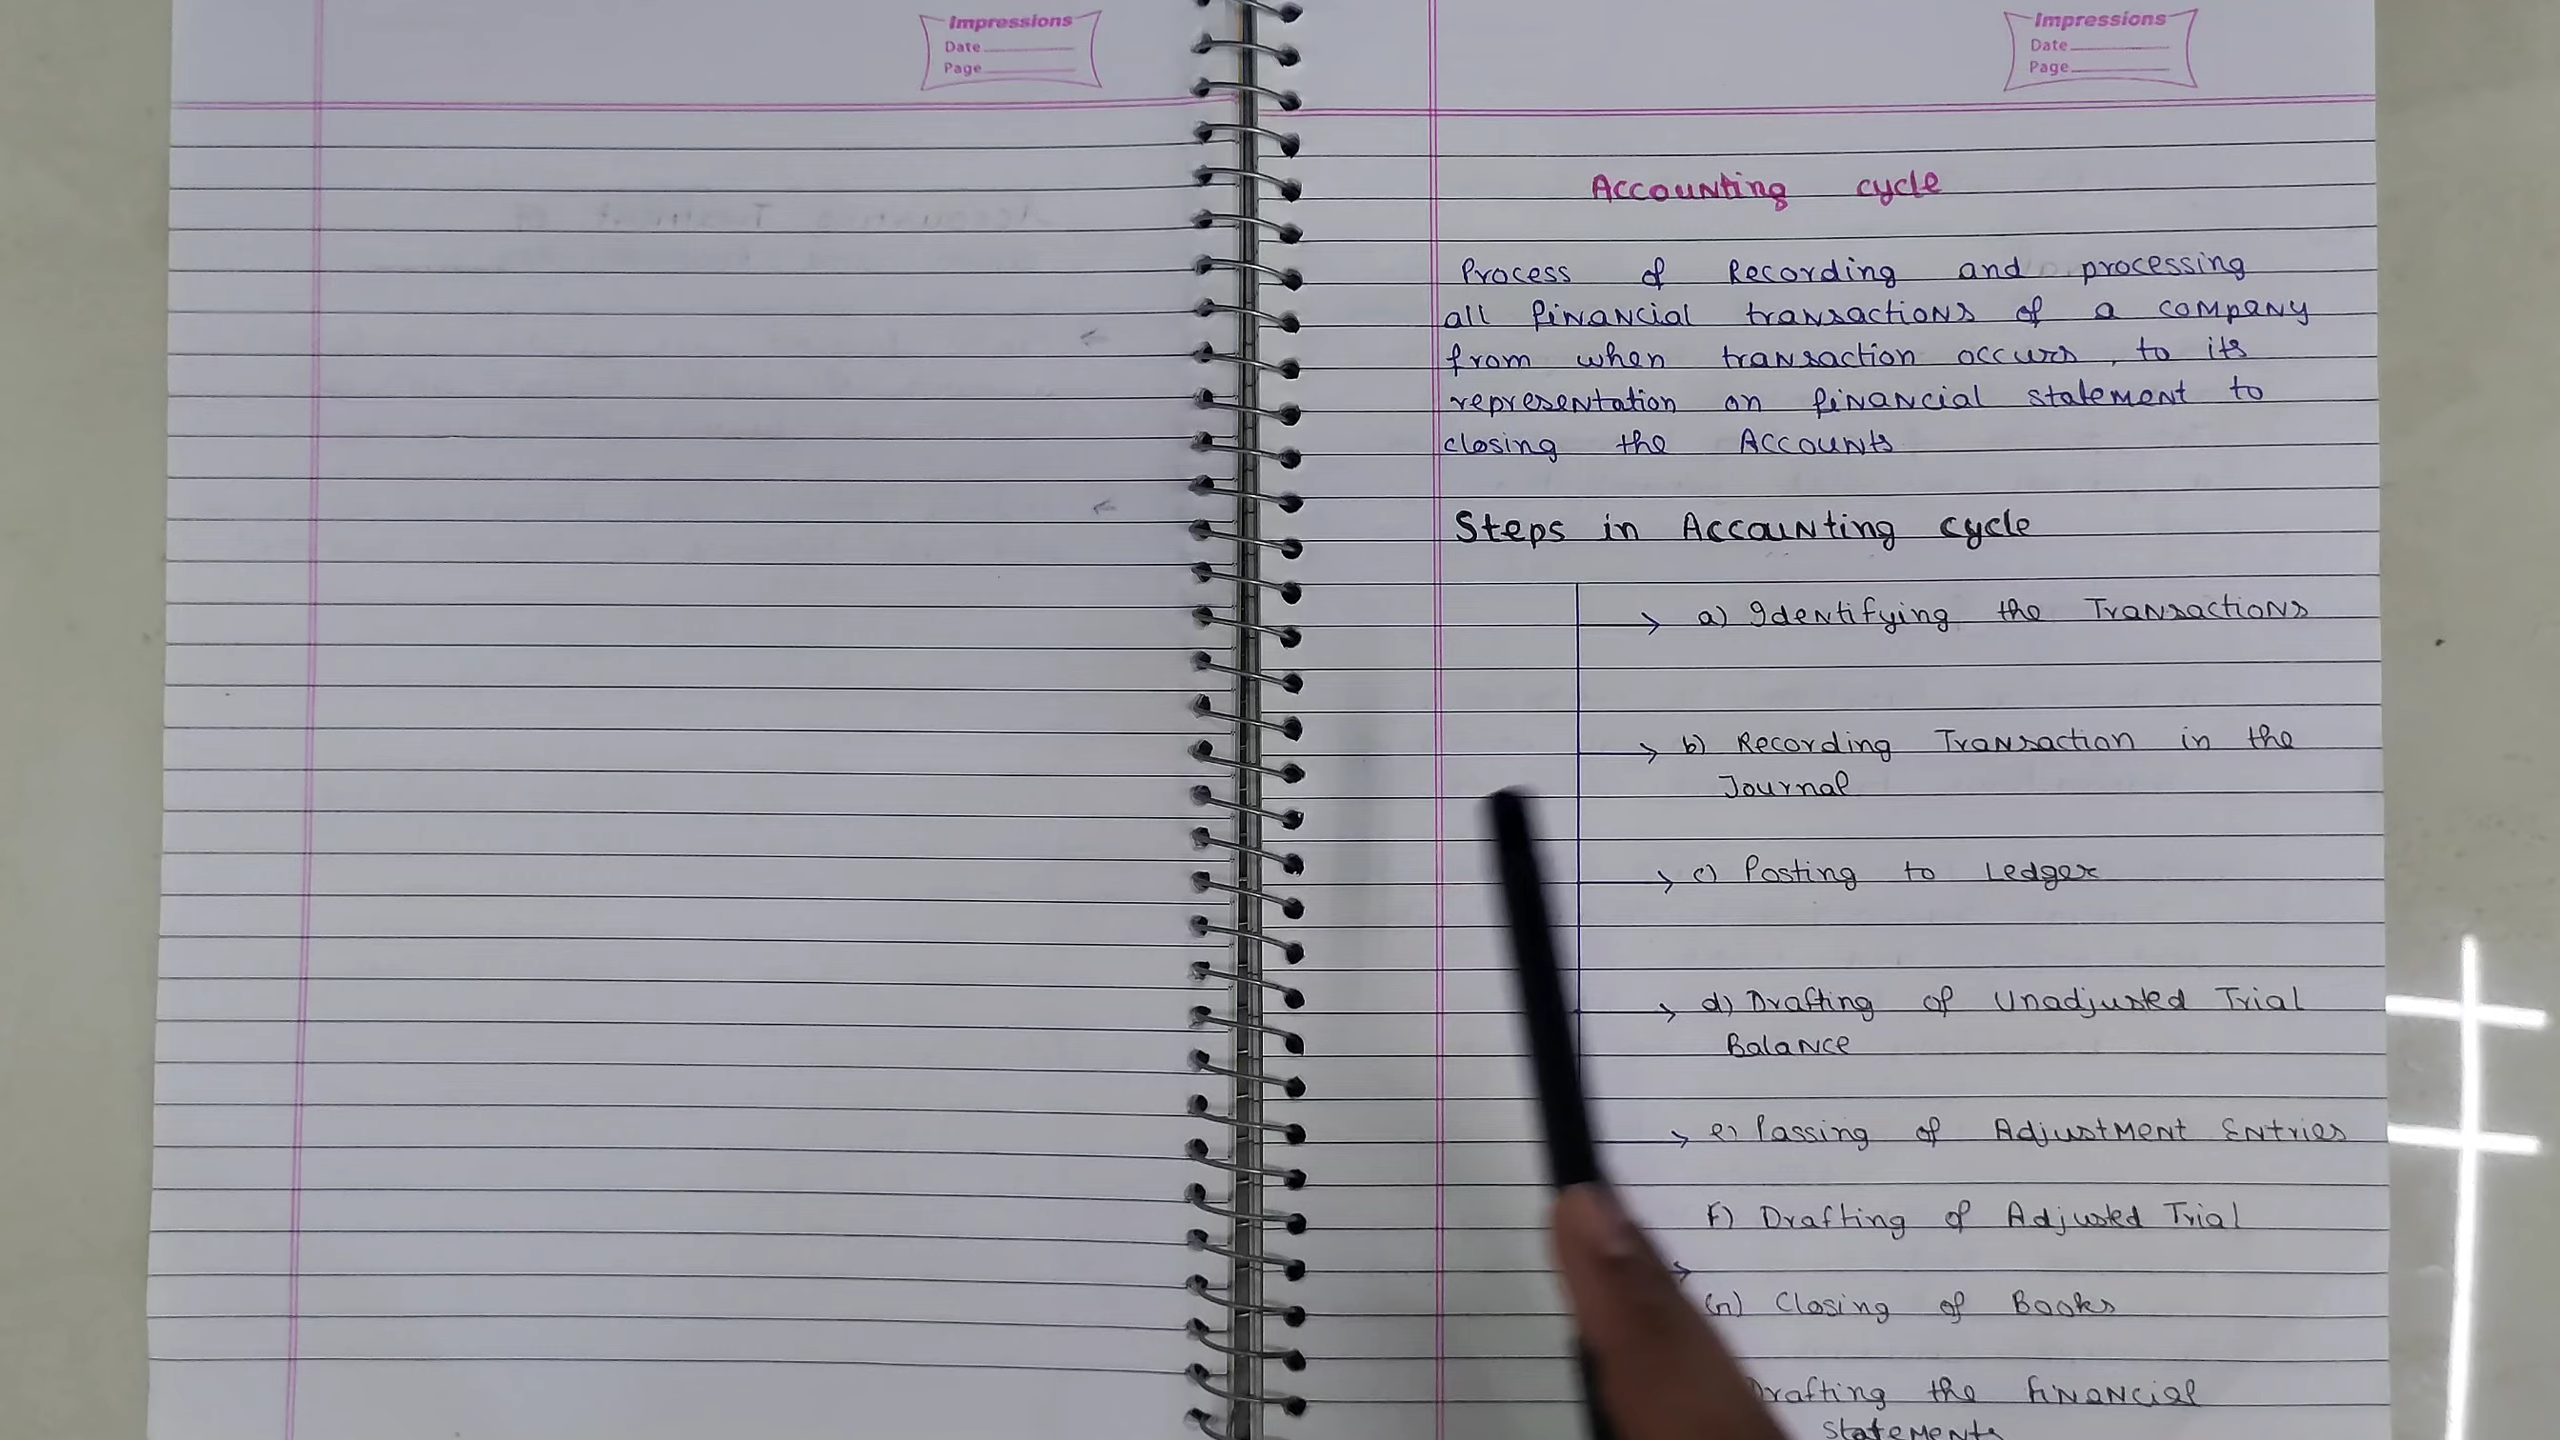 Impressions
Date
Page
Impressions
Date
Page
Accounting cycle
Process of Recording and processing
all financial transactions of a company
from when transaction occurs, to its
representation on financial statement to
closing the Accounts
Steps in Accounting cycle
a) Identifying the Transactions
b) Recording Transaction in the
Journal
c) Posting to Ledger
d) Drafting of Unadjusted Trial
Balance
e) Passing of Adjustment Entries
F) Drafting of Adjusted Trial
Closing of Books
Drafting the financial
statements